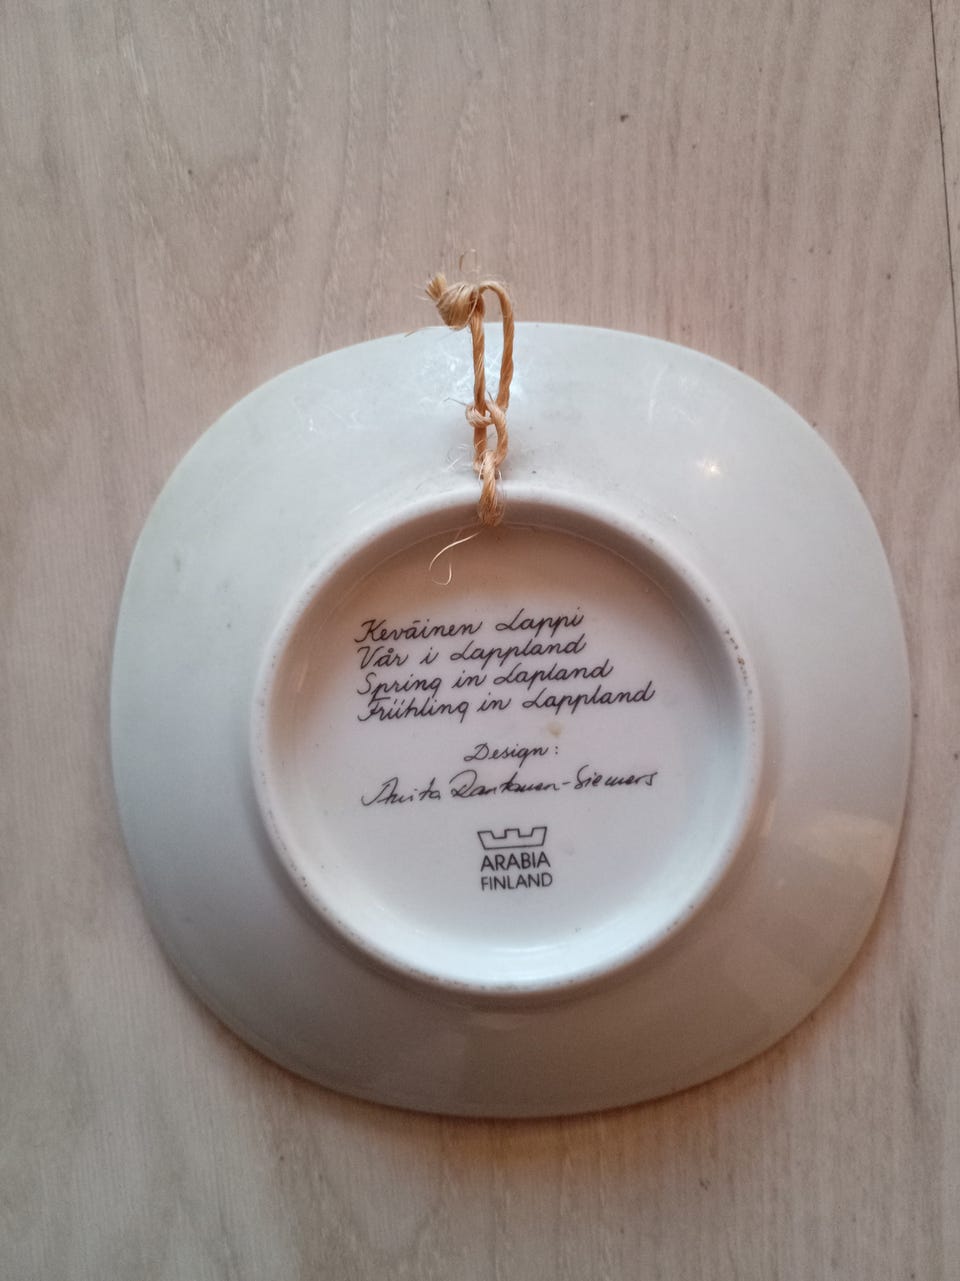 Keväinen Lappi
Vår i Lappland
Spring in Lapland
Frühling in Lappland
Design:
Anita Rantanen-Siemers
ARABIA
FINLAND